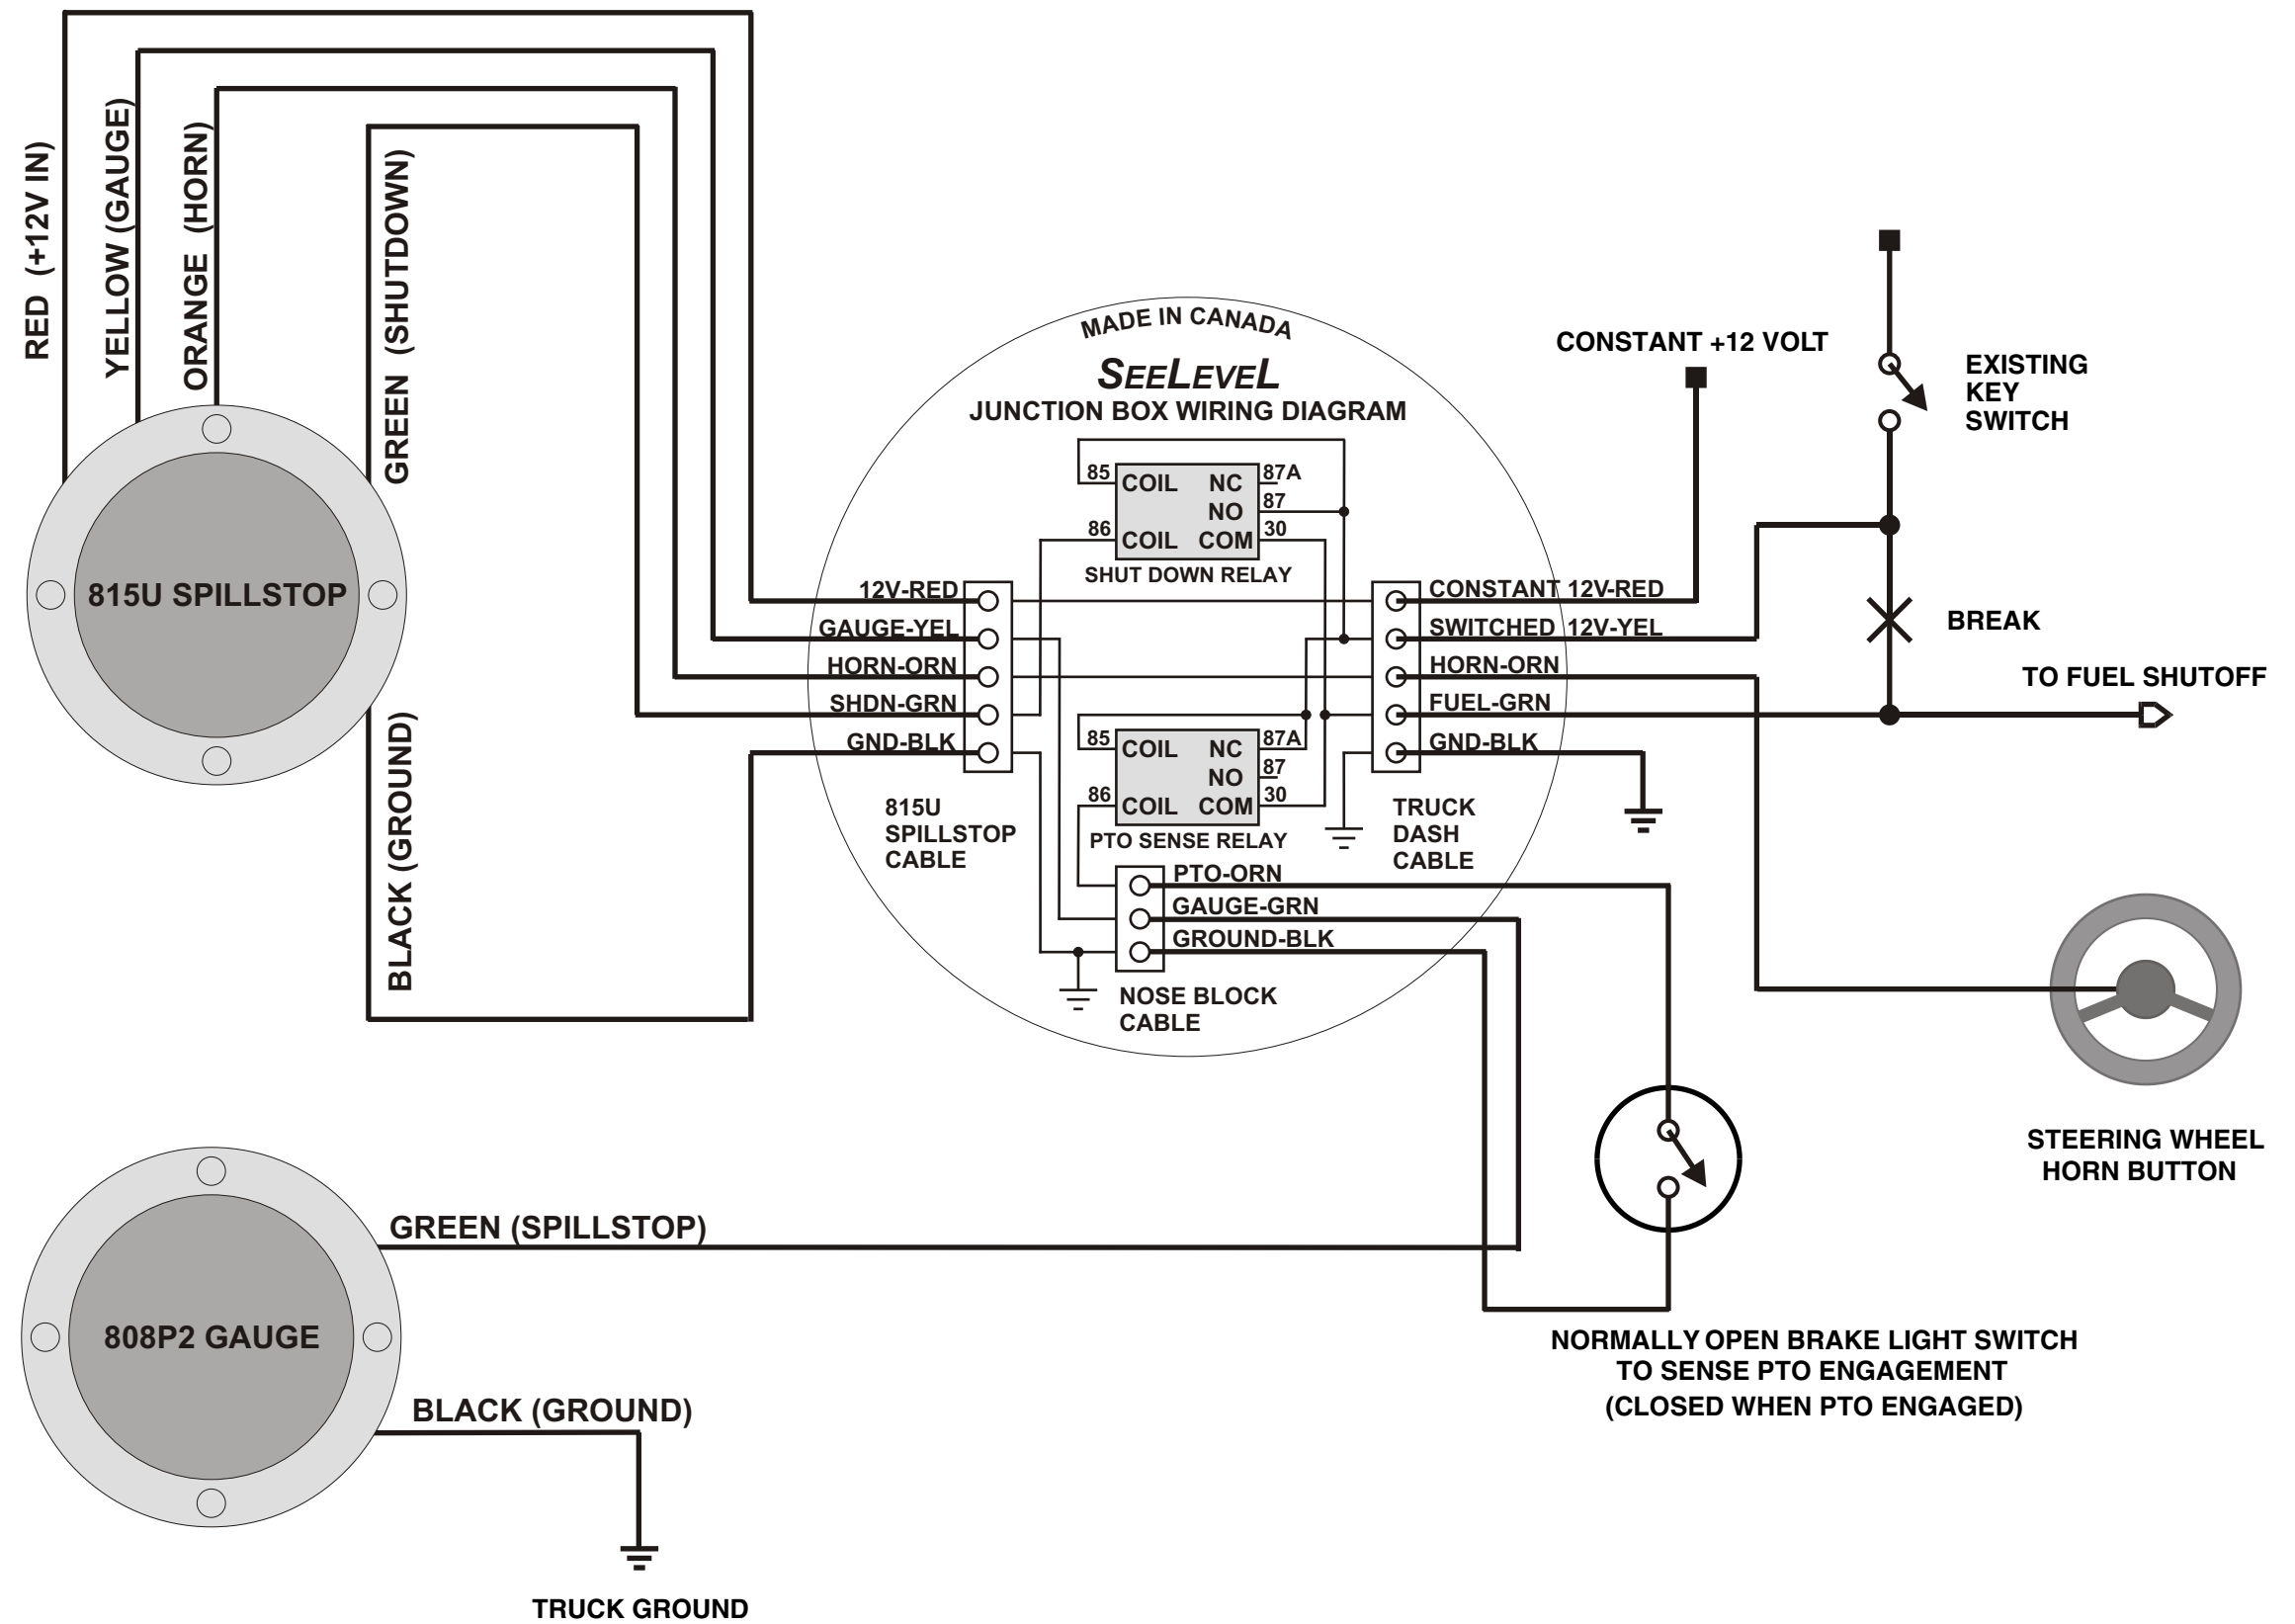 RED (+12V IN)
YELLOW (GAUGE)
ORANGE (HORN)
GREEN (SHUTDOWN)
815U SPILLSTOP
BLACK (GROUND)
MADE IN CANADA
SEELEVEL
JUNCTION BOX WIRING DIAGRAM
85
COIL
NC
87A
NO
87
86
COIL
COM
30
SHUT DOWN RELAY
12V-RED
GAUGE-YEL
HORN-ORN
SHDN-GRN
GND-BLK
815U
SPILLSTOP
CABLE
85
COIL
NC
87A
NO
87
86
COIL
COM
30
PTO SENSE RELAY
CONSTANT 12V-RED
SWITCHED 12V-YEL
HORN-ORN
FUEL-GRN
GND-BLK
TRUCK
DASH
CABLE
PTO-ORN
GAUGE-GRN
GROUND-BLK
NOSE BLOCK
CABLE
CONSTANT +12 VOLT
EXISTING
KEY
SWITCH
BREAK
TO FUEL SHUTOFF
STEERING WHEEL
HORN BUTTON
NORMALLY OPEN BRAKE LIGHT SWITCH
TO SENSE PTO ENGAGEMENT
(CLOSED WHEN PTO ENGAGED)
GREEN (SPILLSTOP)
808P2 GAUGE
BLACK (GROUND)
TRUCK GROUND